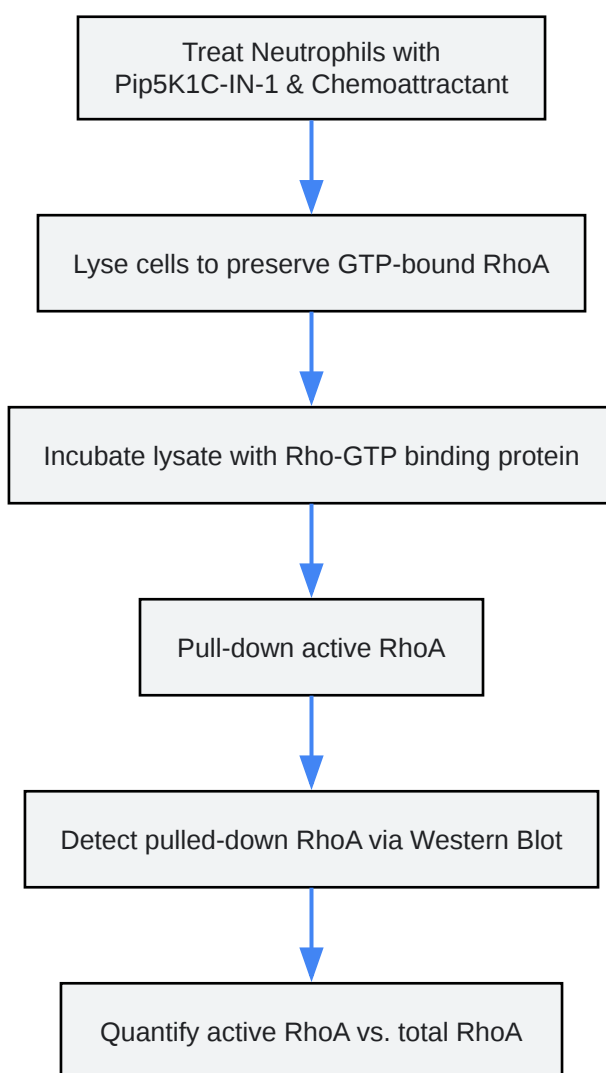 Treat Neutrophils with
Pip5K1C-IN-1 & Chemoattractant
Lyse cells to preserve GTP-bound RhoA
Incubate lysate with Rho-GTP binding protein
Pull-down active RhoA
Detect pulled-down RhoA via Western Blot
Quantify active RhoA vs. total RhoA